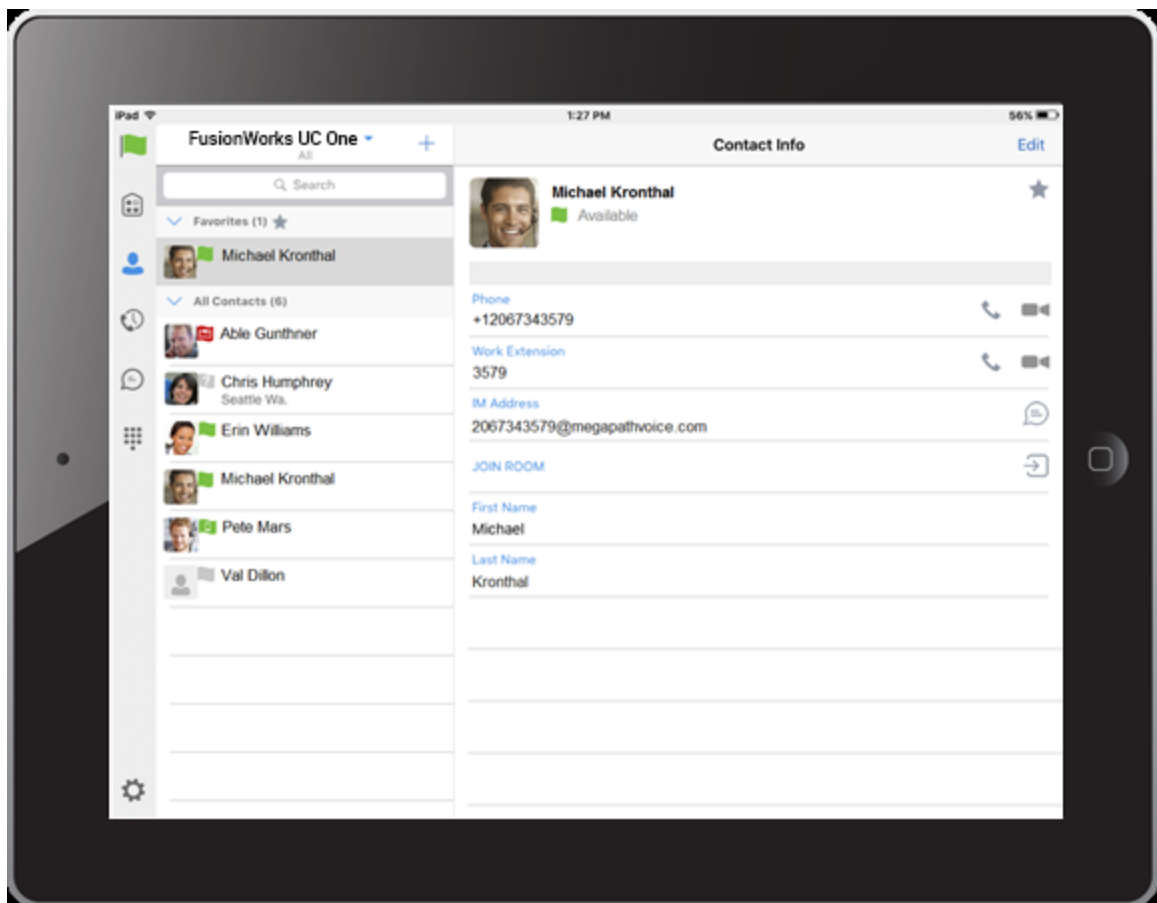 iPad
1:27 PM
56%
FusionWorks UC One
All
Search
Favorites (1)
Michael Kronthal
All Contacts (6)
Able Gunthner
Chris Humphrey
Seattle Wa.
Erin Williams
Michael Kronthal
Pete Mars
Val Dillon
Contact Info
Edit
Michael Kronthal
Available
Phone
+12067343579
Work Extension
3579
IM Address
2067343579@megapathvoice.com
JOIN ROOM
First Name
Michael
Last Name
Kronthal